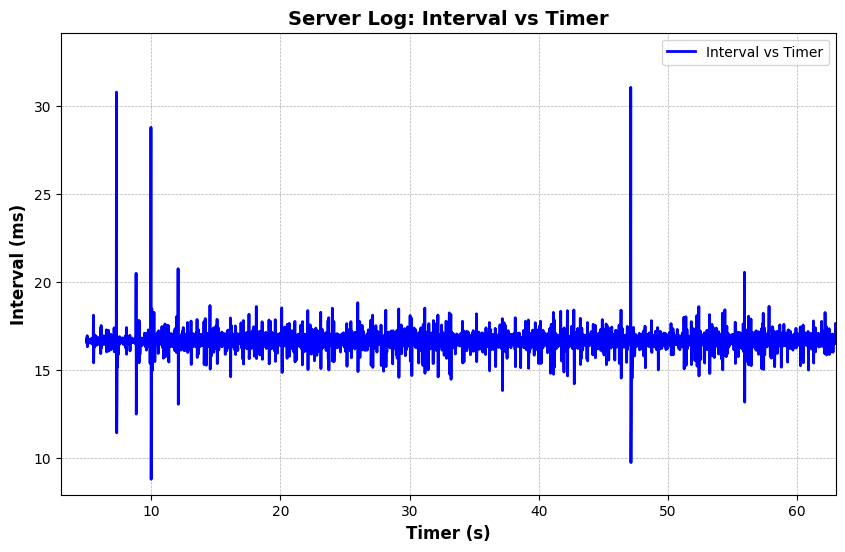 Server Log: Interval vs Timer
Interval vs Timer
30
25
20
15
10
Interval (ms)
10 20 30 40 50 60
Timer (s)